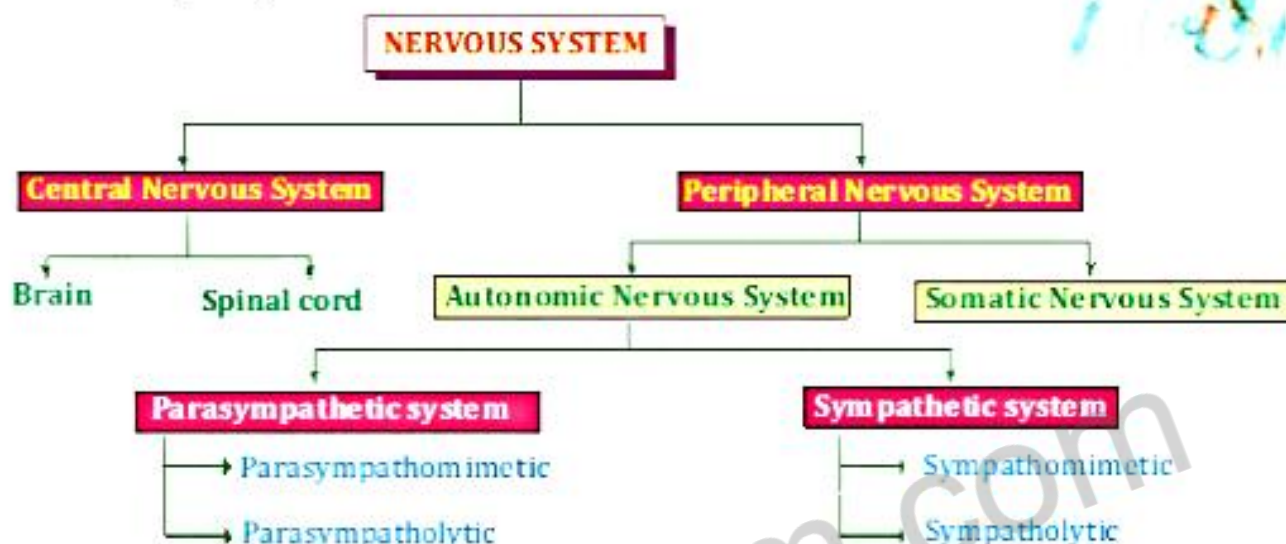 NERVOUS SYSTEM
Central Nervous System
Peripheral Nervous System
Brain
Spinal cord
Autonomic Nervous System
Somatic Nervous System
Parasympathetic system
Sympathetic system
Parasympathomimetic
Sympathomimetic
Parasympatholytic
Sympatholytic